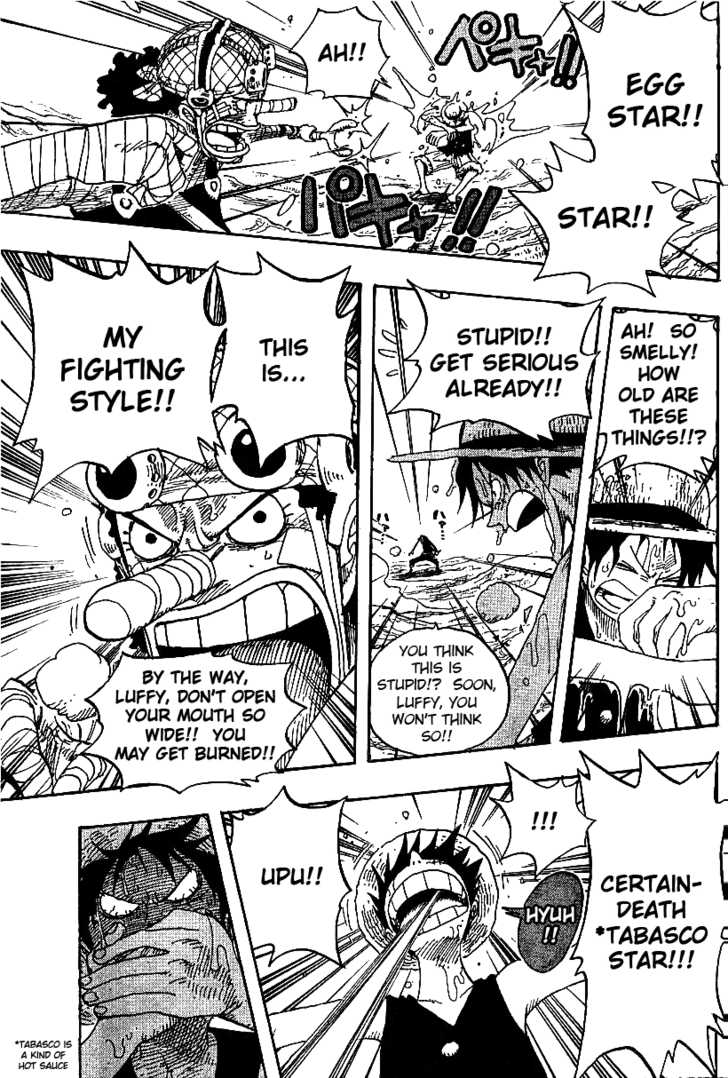 EGG
STAR!!
STAR!!
パキャ!!
AH!!
パキャ!!
AH! SO
SMELLY!
HOW
OLD ARE
THESE
THINGS!!?
STUPID!!
GET SERIOUS
ALREADY!!
YOU THINK
THIS IS
STUPID!? SOON,
LUFFY, YOU
WON'T THINK
SO!!
THIS
IS...
MY
FIGHTING
STYLE!!
BY THE WAY,
LUFFY, DON'T OPEN
YOUR MOUTH SO
WIDE!! YOU
MAY GET BURNED!!
CERTAIN-
DEATH
*TABASCO
STAR!!!
!!!
HYUH
!!
UPU!!
*TABASCO IS
A KIND OF
HOT SAUCE